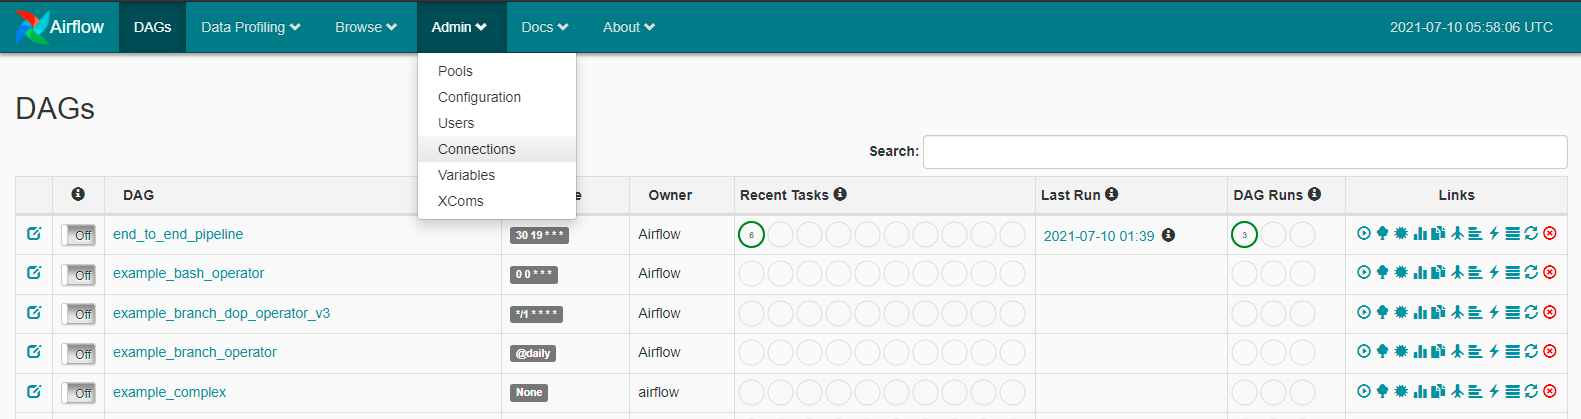 Airflow DAGs Data Profiling Browse Admin Docs About 2021-07-10 05:58:06 UTC
Pools
Configuration
Users
Connections
Variables
XComs
DAGs
Search:
DAG e Owner Recent Tasks Last Run DAG Runs Links
Off end_to_end_pipeline 30 19 * * * Airflow 6 2021-07-10 01:39 3
Off example_bash_operator 0 0 * * * Airflow
Off example_branch_dop_operator_v3 */1 * * * * Airflow
Off example_branch_operator @daily Airflow
Off example_complex None airflow